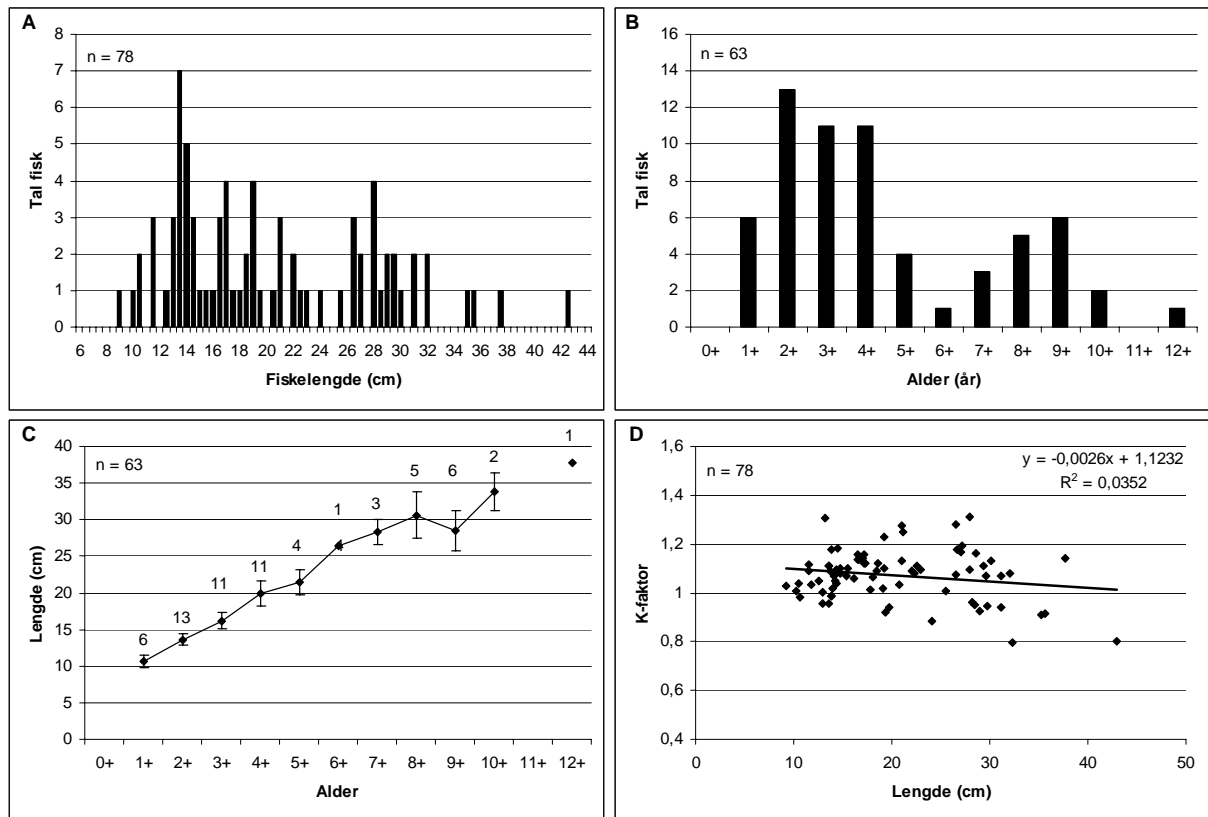 A
n = 78
Tal fisk
8
7
6
5
4
3
2
1
0
6 8 10 12 14 16 18 20 22 24 26 28 30 32 34 36 38 40 42 44
Fiskelengde (cm)
B
n = 63
Tal fisk
16
14
12
10
8
6
4
2
0
0+ 1+ 2+ 3+ 4+ 5+ 6+ 7+ 8+ 9+ 10+ 11+ 12+
Alder (år)
C
n = 63
Lengde (cm)
40
35
30
25
20
15
10
5
0
6 13 11 11 4 1 3 5 6 2 1
0+ 1+ 2+ 3+ 4+ 5+ 6+ 7+ 8+ 9+ 10+ 11+ 12+
Alder
D
n = 78
y = -0,0026x + 1,1232
R² = 0,0352
K-faktor
1,6
1,4
1,2
1
0,8
0,6
0,4
0 10 20 30 40 50
Lengde (cm)